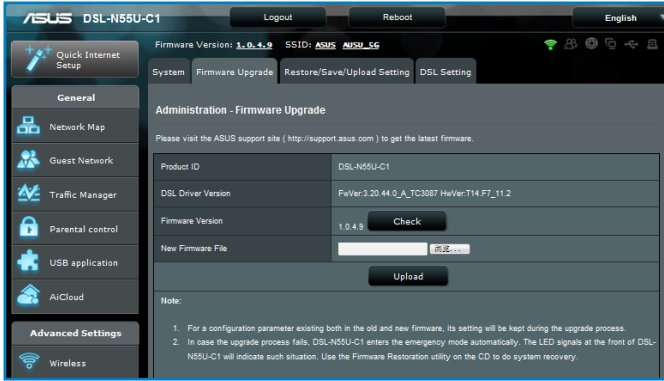 ASUS DSL-N55U-C1
Logout
Reboot
English
Quick Internet Setup
Firmware Version: 1.0.4.9 SSID: ASUS AUSU_5G
System
Firmware Upgrade
Restore/Save/Upload Setting
DSL Setting
General
Network Map
Guest Network
Traffic Manager
Parental control
USB application
AiCloud
Advanced Settings
Wireless
Administration - Firmware Upgrade
Please visit the ASUS support site ( http://support.asus.com ) to get the latest firmware.
Product ID DSL-N55U-C1
DSL Driver Version FwVer:3.20.44.0_A_TC3087 HwVer:T14.F7_11.2
Firmware Version 1.0.4.9 Check
New Firmware File 浏览...
Upload
Note:
1. For a configuration parameter existing both in the old and new firmware, its setting will be kept during the upgrade process.
2. In case the upgrade process fails, DSL-N55U-C1 enters the emergency mode automatically. The LED signals at the front of DSL-
N55U-C1 will indicate such situation. Use the Firmware Restoration utility on the CD to do system recovery.